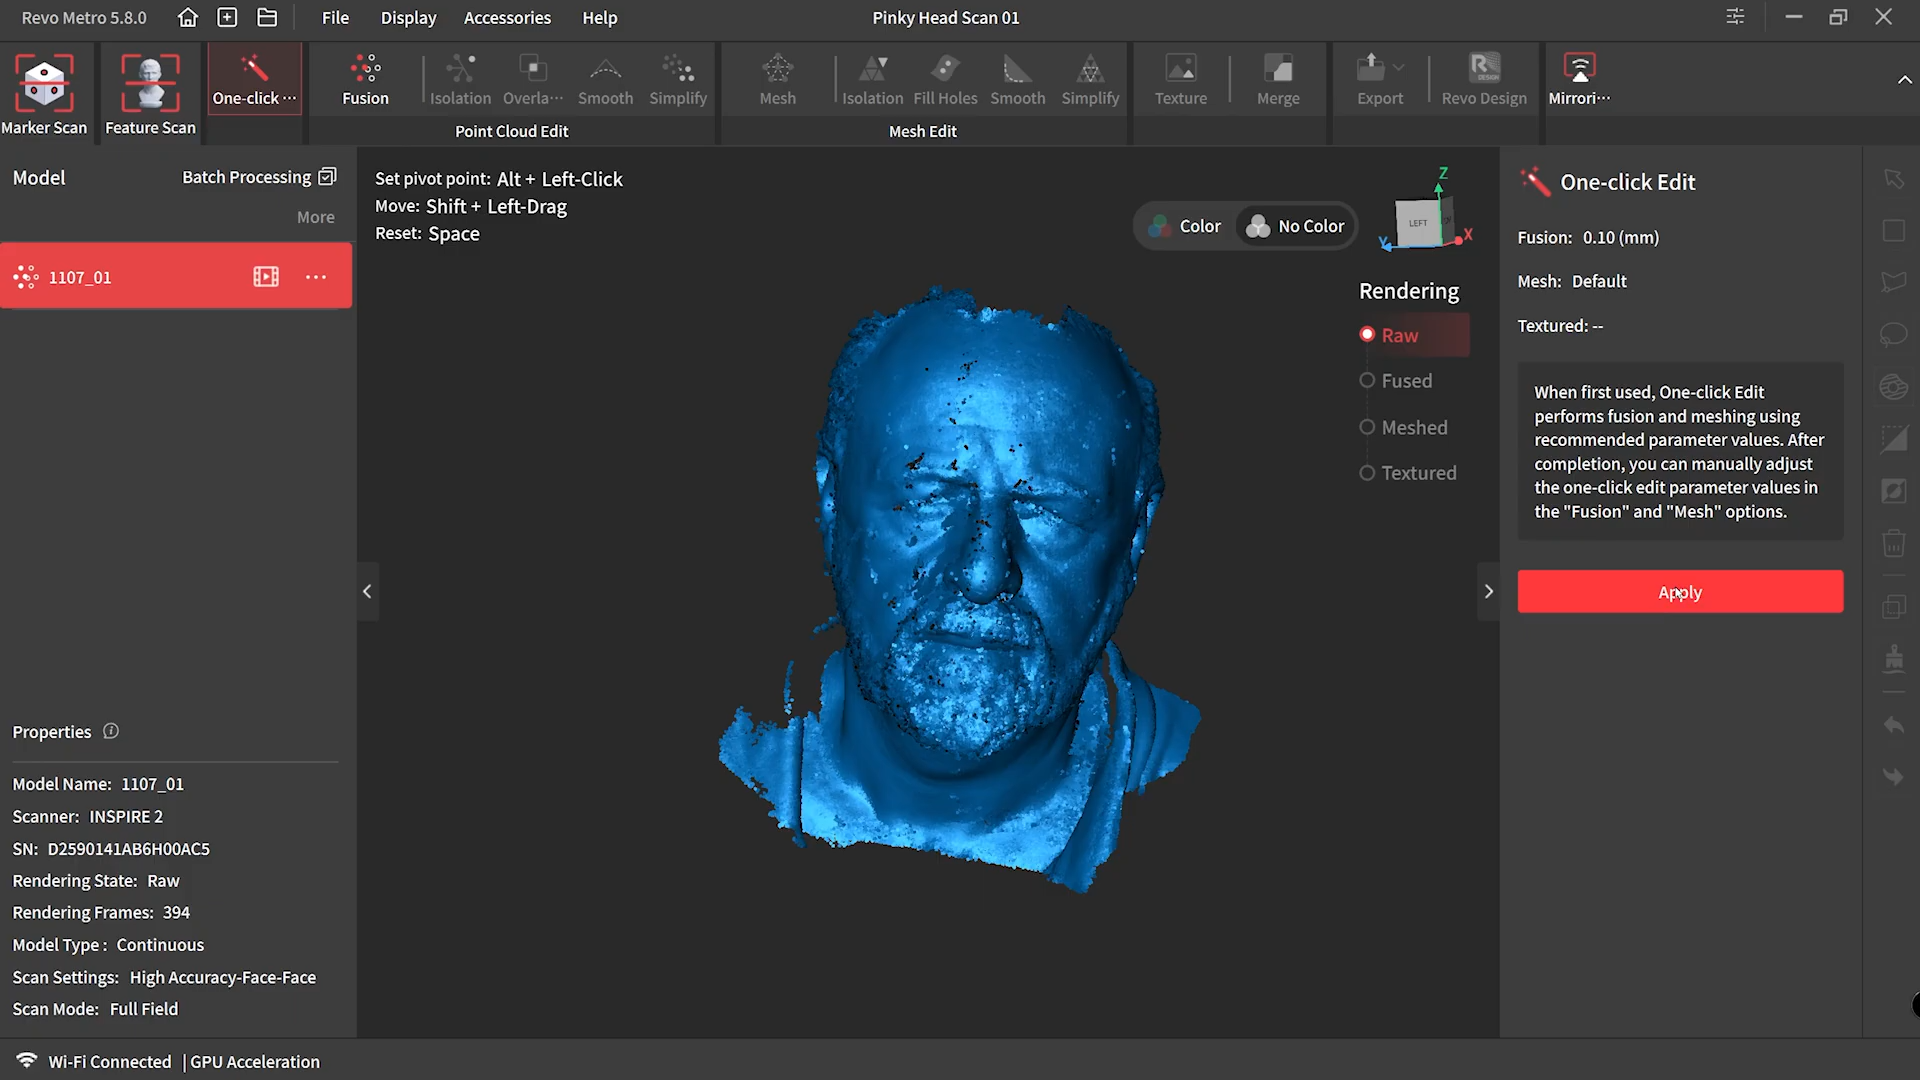 Revo Metro 5.8.0
File
Display
Accessories
Help
Pinky Head Scan 01
Marker Scan
Feature Scan
One-click ···
Fusion
Isolation
Overla···
Smooth
Simplify
Point Cloud Edit
Mesh
Isolation
Fill Holes
Smooth
Simplify
Mesh Edit
Texture
Merge
Export
DESIGN
Revo Design
Mirrori···
Model
Batch Processing
More
1107_01
Properties
Model Name: 1107_01
Scanner: INSPIRE 2
SN: D2590141AB6H00AC5
Rendering State: Raw
Rendering Frames: 394
Model Type : Continuous
Scan Settings: High Accuracy-Face-Face
Scan Mode: Full Field
Set pivot point: Alt + Left-Click
Move: Shift + Left-Drag
Reset: Space
Color
No Color
Z
LEFT
Y
X
Rendering
Raw
Fused
Meshed
Textured
One-click Edit
Fusion: 0.10 (mm)
Mesh: Default
Textured: --
When first used, One-click Edit
performs fusion and meshing using
recommended parameter values. After
completion, you can manually adjust
the one-click edit parameter values in
the "Fusion" and "Mesh" options.
Apply
Wi-Fi Connected | GPU Acceleration